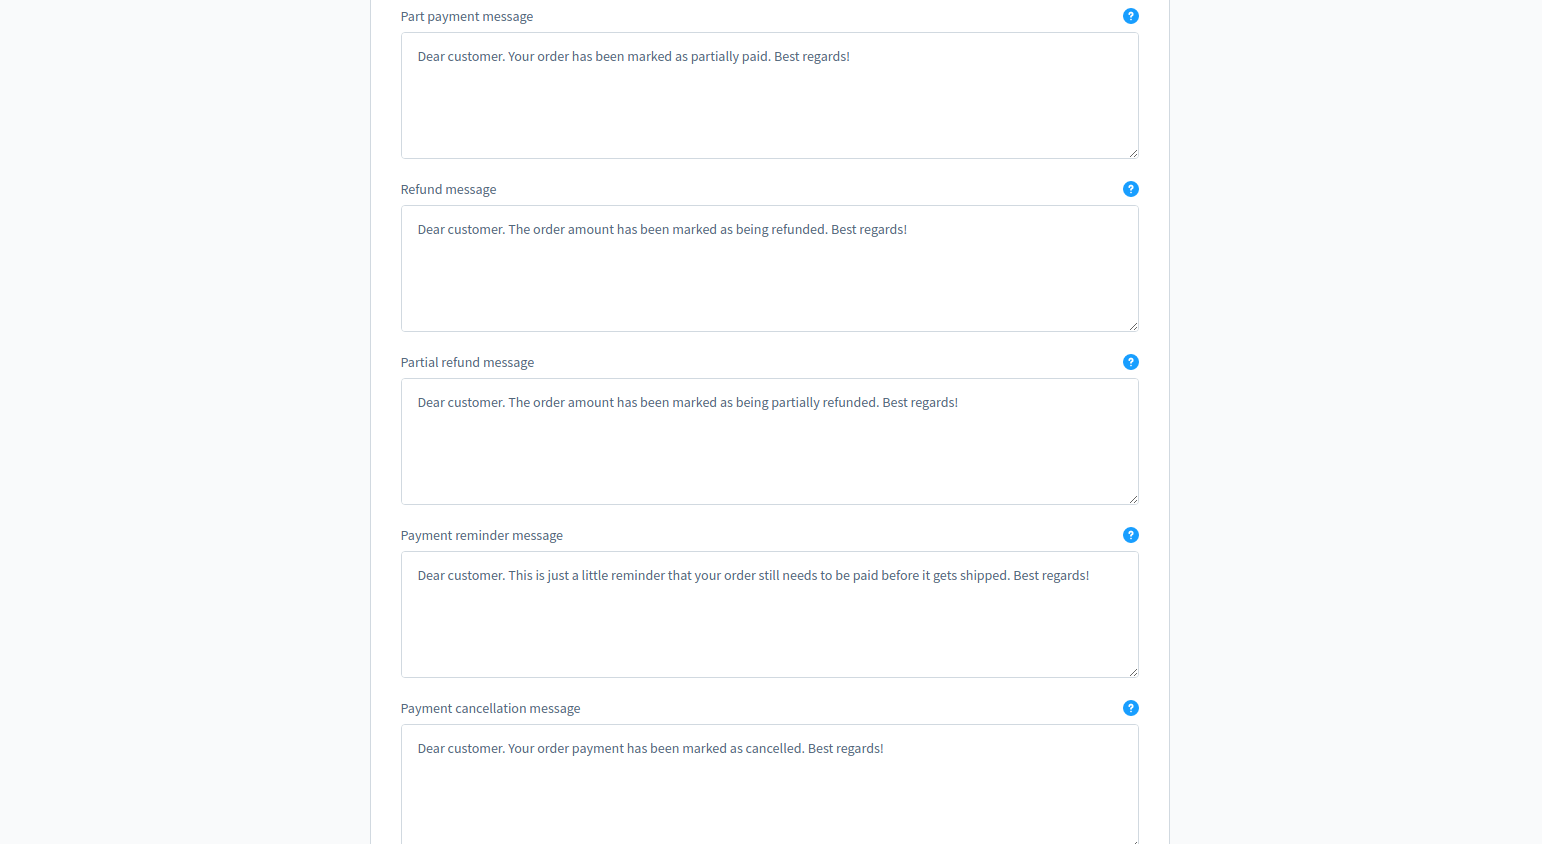 Part payment message
?
Dear customer. Your order has been marked as partially paid. Best regards!
Refund message
?
Dear customer. The order amount has been marked as being refunded. Best regards!
Partial refund message
?
Dear customer. The order amount has been marked as being partially refunded. Best regards!
Payment reminder message
?
Dear customer. This is just a little reminder that your order still needs to be paid before it gets shipped. Best regards!
Payment cancellation message
?
Dear customer. Your order payment has been marked as cancelled. Best regards!